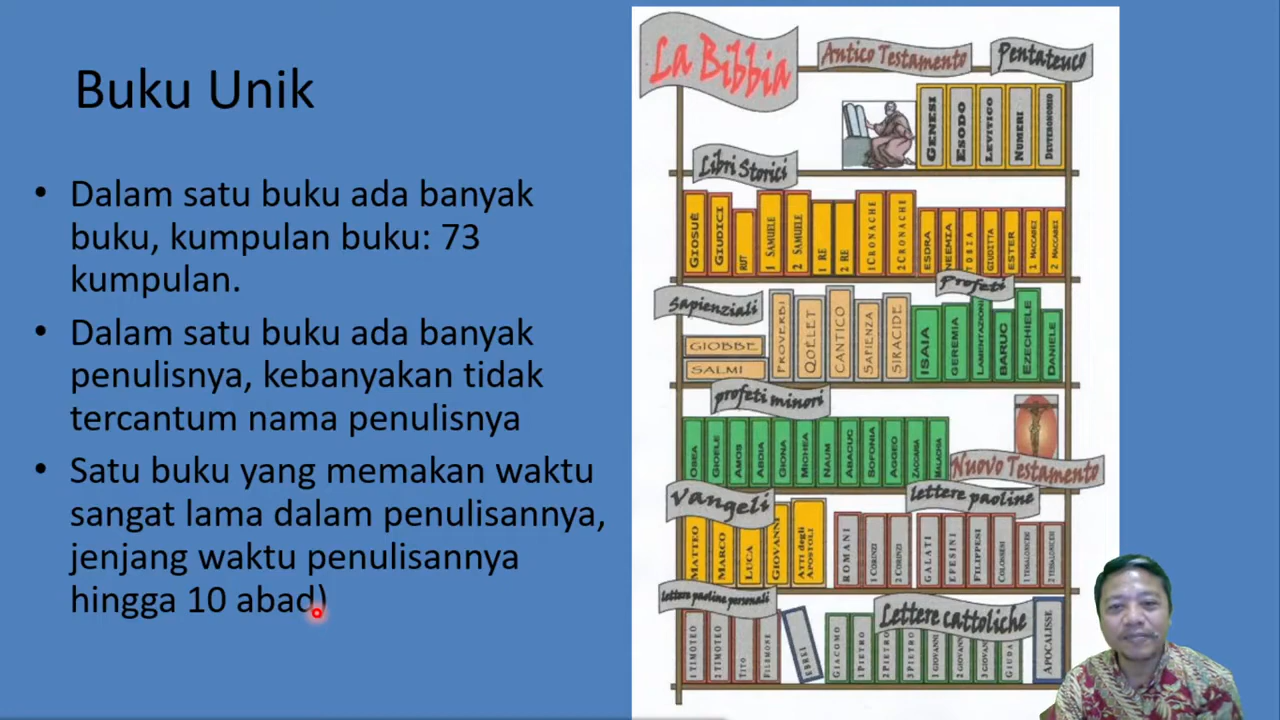 Buku Unik
• Dalam satu buku ada banyak
buku, kumpulan buku: 73
kumpulan.
• Dalam satu buku ada banyak
penulisnya, kebanyakan tidak
tercantum nama penulisnya
• Satu buku yang memakan waktu
sangat lama dalam penulisannya,
jenjang waktu penulisannya
hingga 10 abad)
La Bibbia
Antico Testamento
Pentateuco
GENESI
ESODO
LEVITICO
NUMERI
DEUTERONOMIO
Libri Storici
GIOSUÈ
GIUDICI
RUT
1 SAMUELE
2 SAMUELE
1 RE
2 RE
1 CRONACHE
2 CRONACHE
ESDRA
NEEMIA
TOBIA
GIUDITTA
ESTER
1 MACCABEI
2 MACCABEI
Sapienziali
Profeti
GIOBBE
SALMI
PROVERBI
QOÈLET
CANTICO
SAPIENZA
SIRACIDE
ISAIA
GEREMIA
LAMENTAZIONI
BARUC
EZECHIELE
DANIELE
profeti minori
OSEA
GIOELE
AMOS
ABDIA
GIONA
MICHEA
NAUM
ABACUC
SOFONIA
AGGEO
ZACCARIA
MALACHIA
Nuovo Testamento
Vangeli
lettere paoline
MATTEO
MARCO
LUCA
GIOVANNI
ATTI degli APOSTOLI
ROMANI
1 CORINZI
2 CORINZI
GALATI
EFESINI
FILIPPESI
COLOSSESI
1 TESSALONICESI
2 TESSALONICESI
lettere paoline personali
Lettere cattoliche
1 TIMOTEO
2 TIMOTEO
TITO
FILEMONE
EBREI
GIACOMO
1 PIETRO
2 PIETRO
3 PIETRO
1 GIOVANNI
2 GIOVANNI
3 GIOVANNI
GIUDA
APOCALISSE